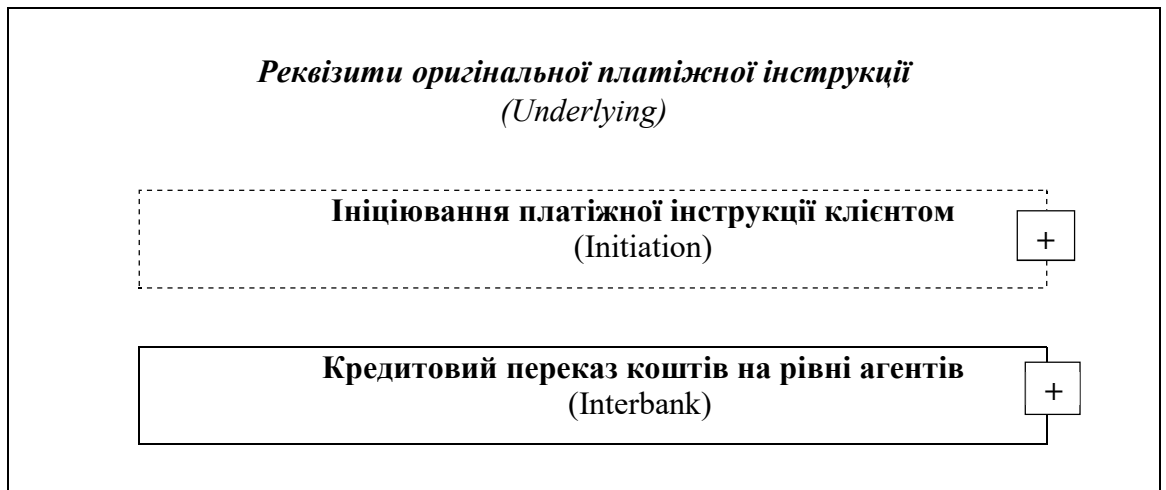 Реквізити оригінальної платіжної інструкції
(Underlying)
Ініціювання платіжної інструкції клієнтом
(Initiation)
+
Кредитовий переказ коштів на рівні агентів
(Interbank)
+